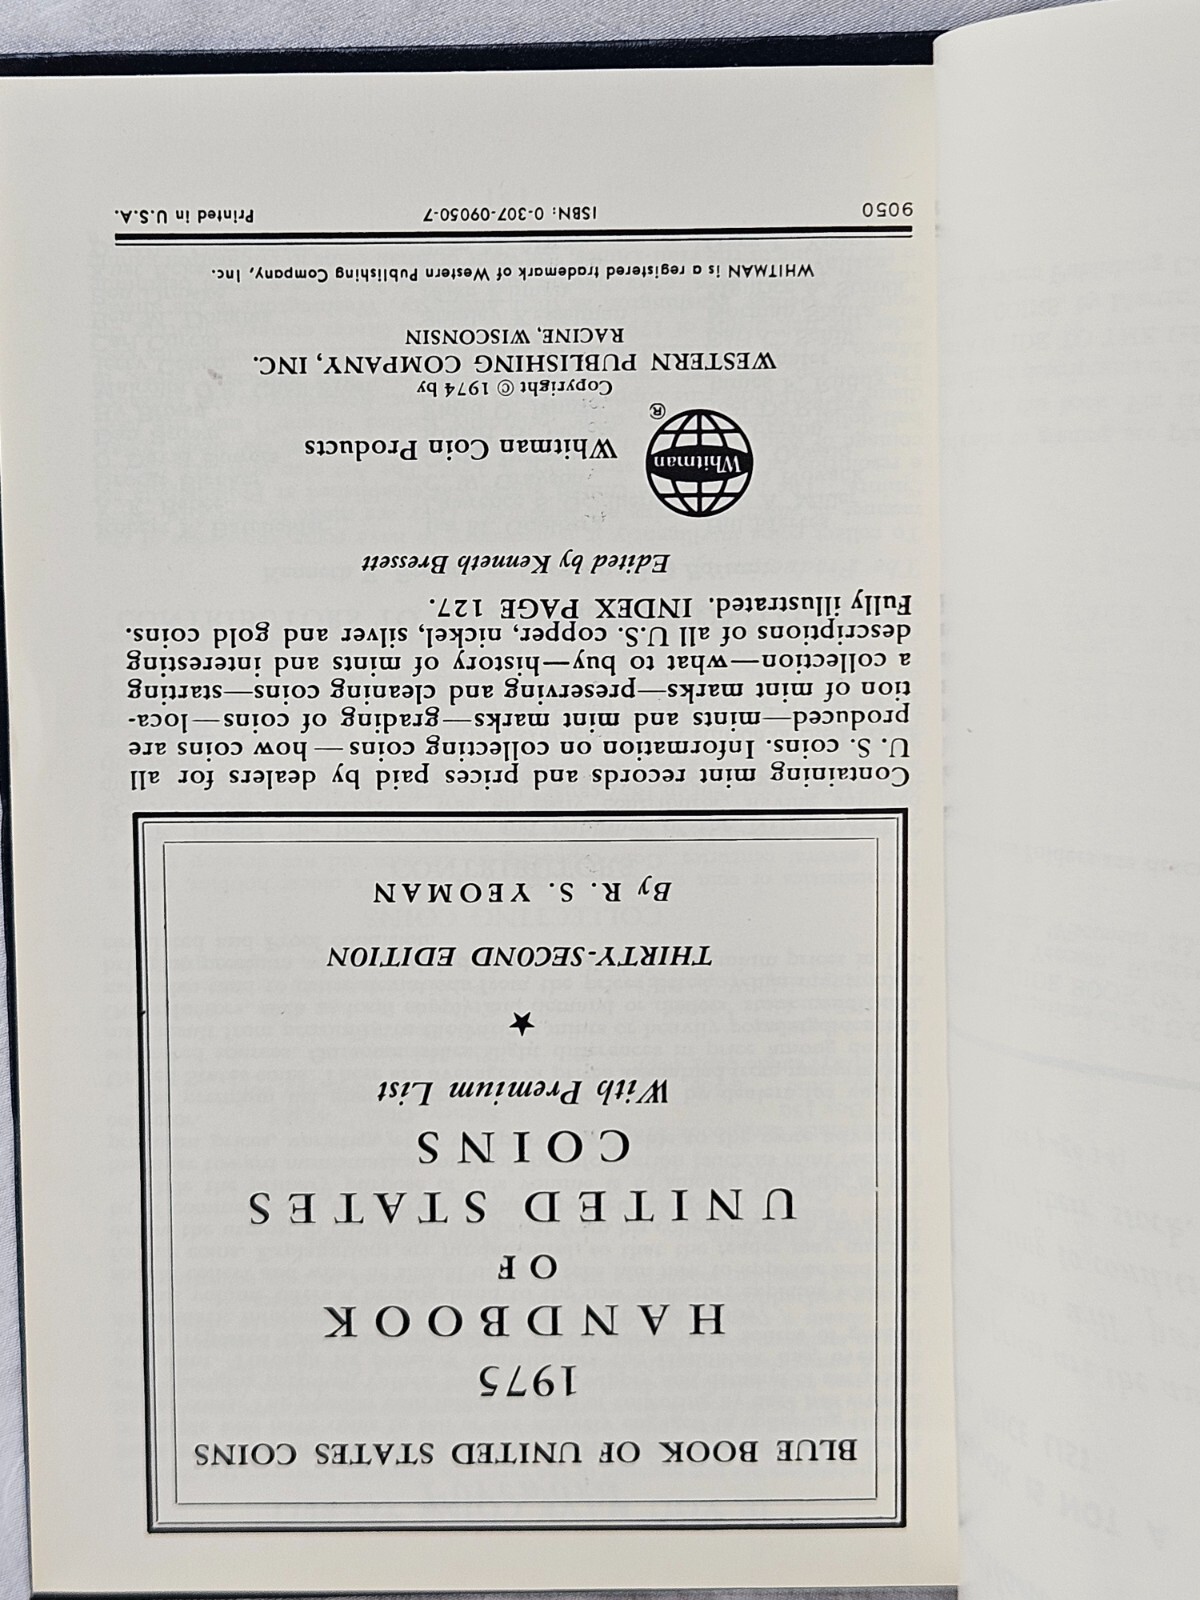 BLUE BOOK OF UNITED STATES COINS
1975
HANDBOOK
OF
UNITED STATES
COINS
With Premium List
★
THIRTY-SECOND EDITION
By R. S. YEOMAN
Containing mint records and prices paid by dealers for all
U. S. coins. Information on collecting coins — how coins are
produced—mints and mint marks—grading of coins—loca-
tion of mint marks—preserving and cleaning coins—starting
a collection—what to buy—history of mints and interesting
descriptions of all U.S. copper, nickel, silver and gold coins.
Fully illustrated. INDEX PAGE 127.
Edited by Kenneth Bressett
Whitman ®
Whitman Coin Products
Copyright © 1974 by
WESTERN PUBLISHING COMPANY, INC.
RACINE, WISCONSIN
WHITMAN is a registered trademark of Western Publishing Company, Inc.
9050 ISBN: 0-307-09050-7 Printed in U.S.A.